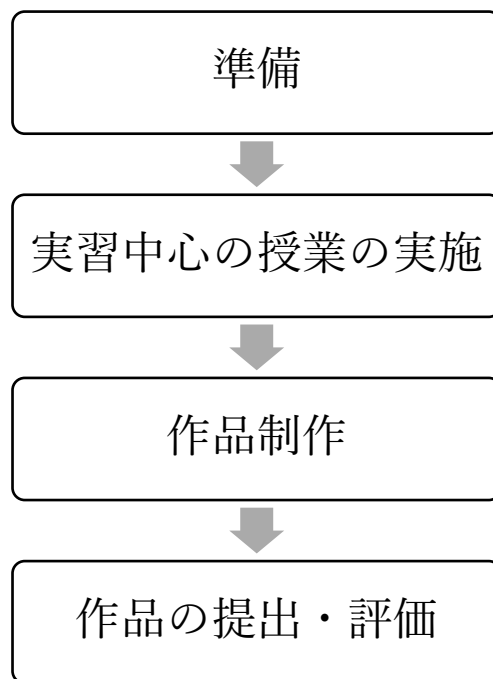 準備
実習中心の授業の実施
作品制作
作品の提出・評価